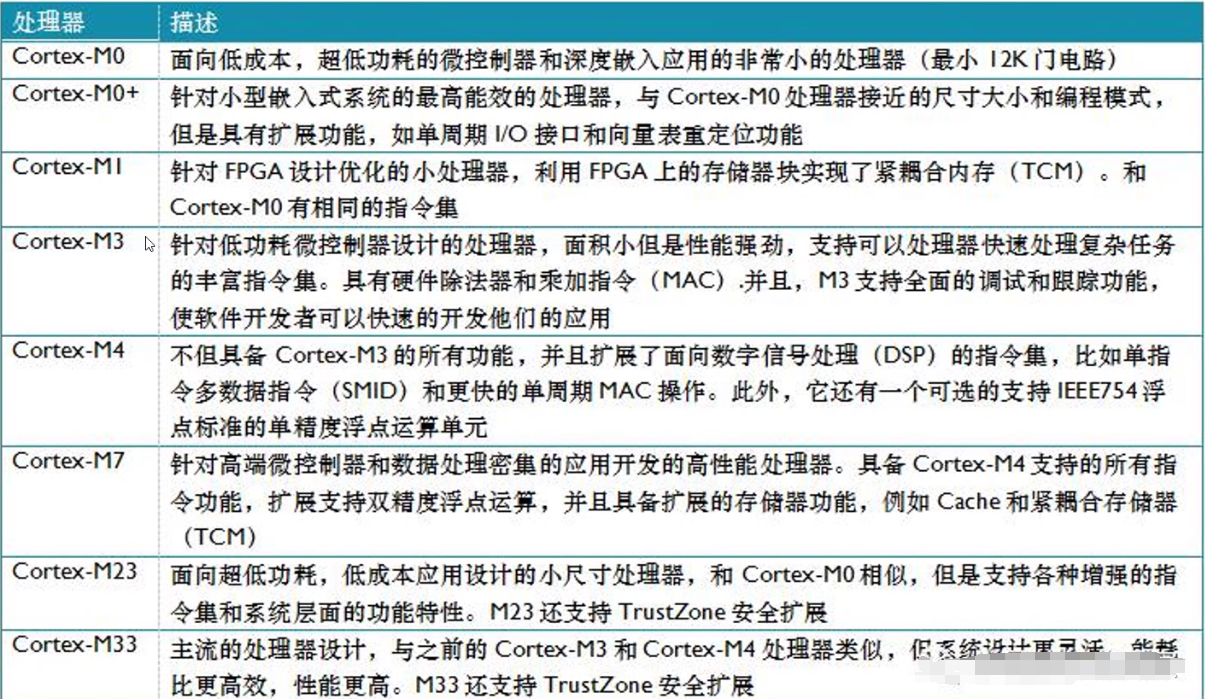 处理器 描述
Cortex-M0 面向低成本，超低功耗的微控制器和深度嵌入应用的非常小的处理器（最小 12K 门电路）
Cortex-M0+ 针对小型嵌入式系统的最高能效的处理器，与 Cortex-M0 处理器接近的尺寸大小和编程模式，
但是具有扩展功能，如单周期 I/O 接口和向量表重定位功能
Cortex-M1 针对 FPGA 设计优化的小处理器，利用 FPGA 上的存储器块实现了紧耦合内存（TCM）。和
Cortex-M0 有相同的指令集
Cortex-M3 针对低功耗微控制器设计的处理器，面积小但是性能强劲，支持可以处理器快速处理复杂任务
的丰富指令集。具有硬件除法器和乘加指令（MAC）.并且，M3 支持全面的调试和跟踪功能，
使软件开发者可以快速的开发他们的应用
Cortex-M4 不但具备 Cortex-M3 的所有功能，并且扩展了面向数字信号处理（DSP）的指令集，比如单指
令多数据指令（SMID）和更快的单周期 MAC 操作。此外，它还有一个可选的支持 IEEE754 浮
点标准的单精度浮点运算单元
Cortex-M7 针对高端微控制器和数据处理密集的应用开发的高性能处理器。具备 Cortex-M4 支持的所有指
令功能，扩展支持双精度浮点运算，并且具备扩展的存储器功能，例如 Cache 和紧耦合存储器
（TCM）
Cortex-M23 面向超低功耗，低成本应用设计的小尺寸处理器，和 Cortex-M0 相似，但是支持各种增强的指
令集和系统层面的功能特性。M23 还支持 TrustZone 安全扩展
Cortex-M33 主流的处理器设计，与之前的 Cortex-M3 和 Cortex-M4 处理器类似，但系统设计更灵活，能耗
比更高效，性能更高。M33 还支持 TrustZone 安全扩展